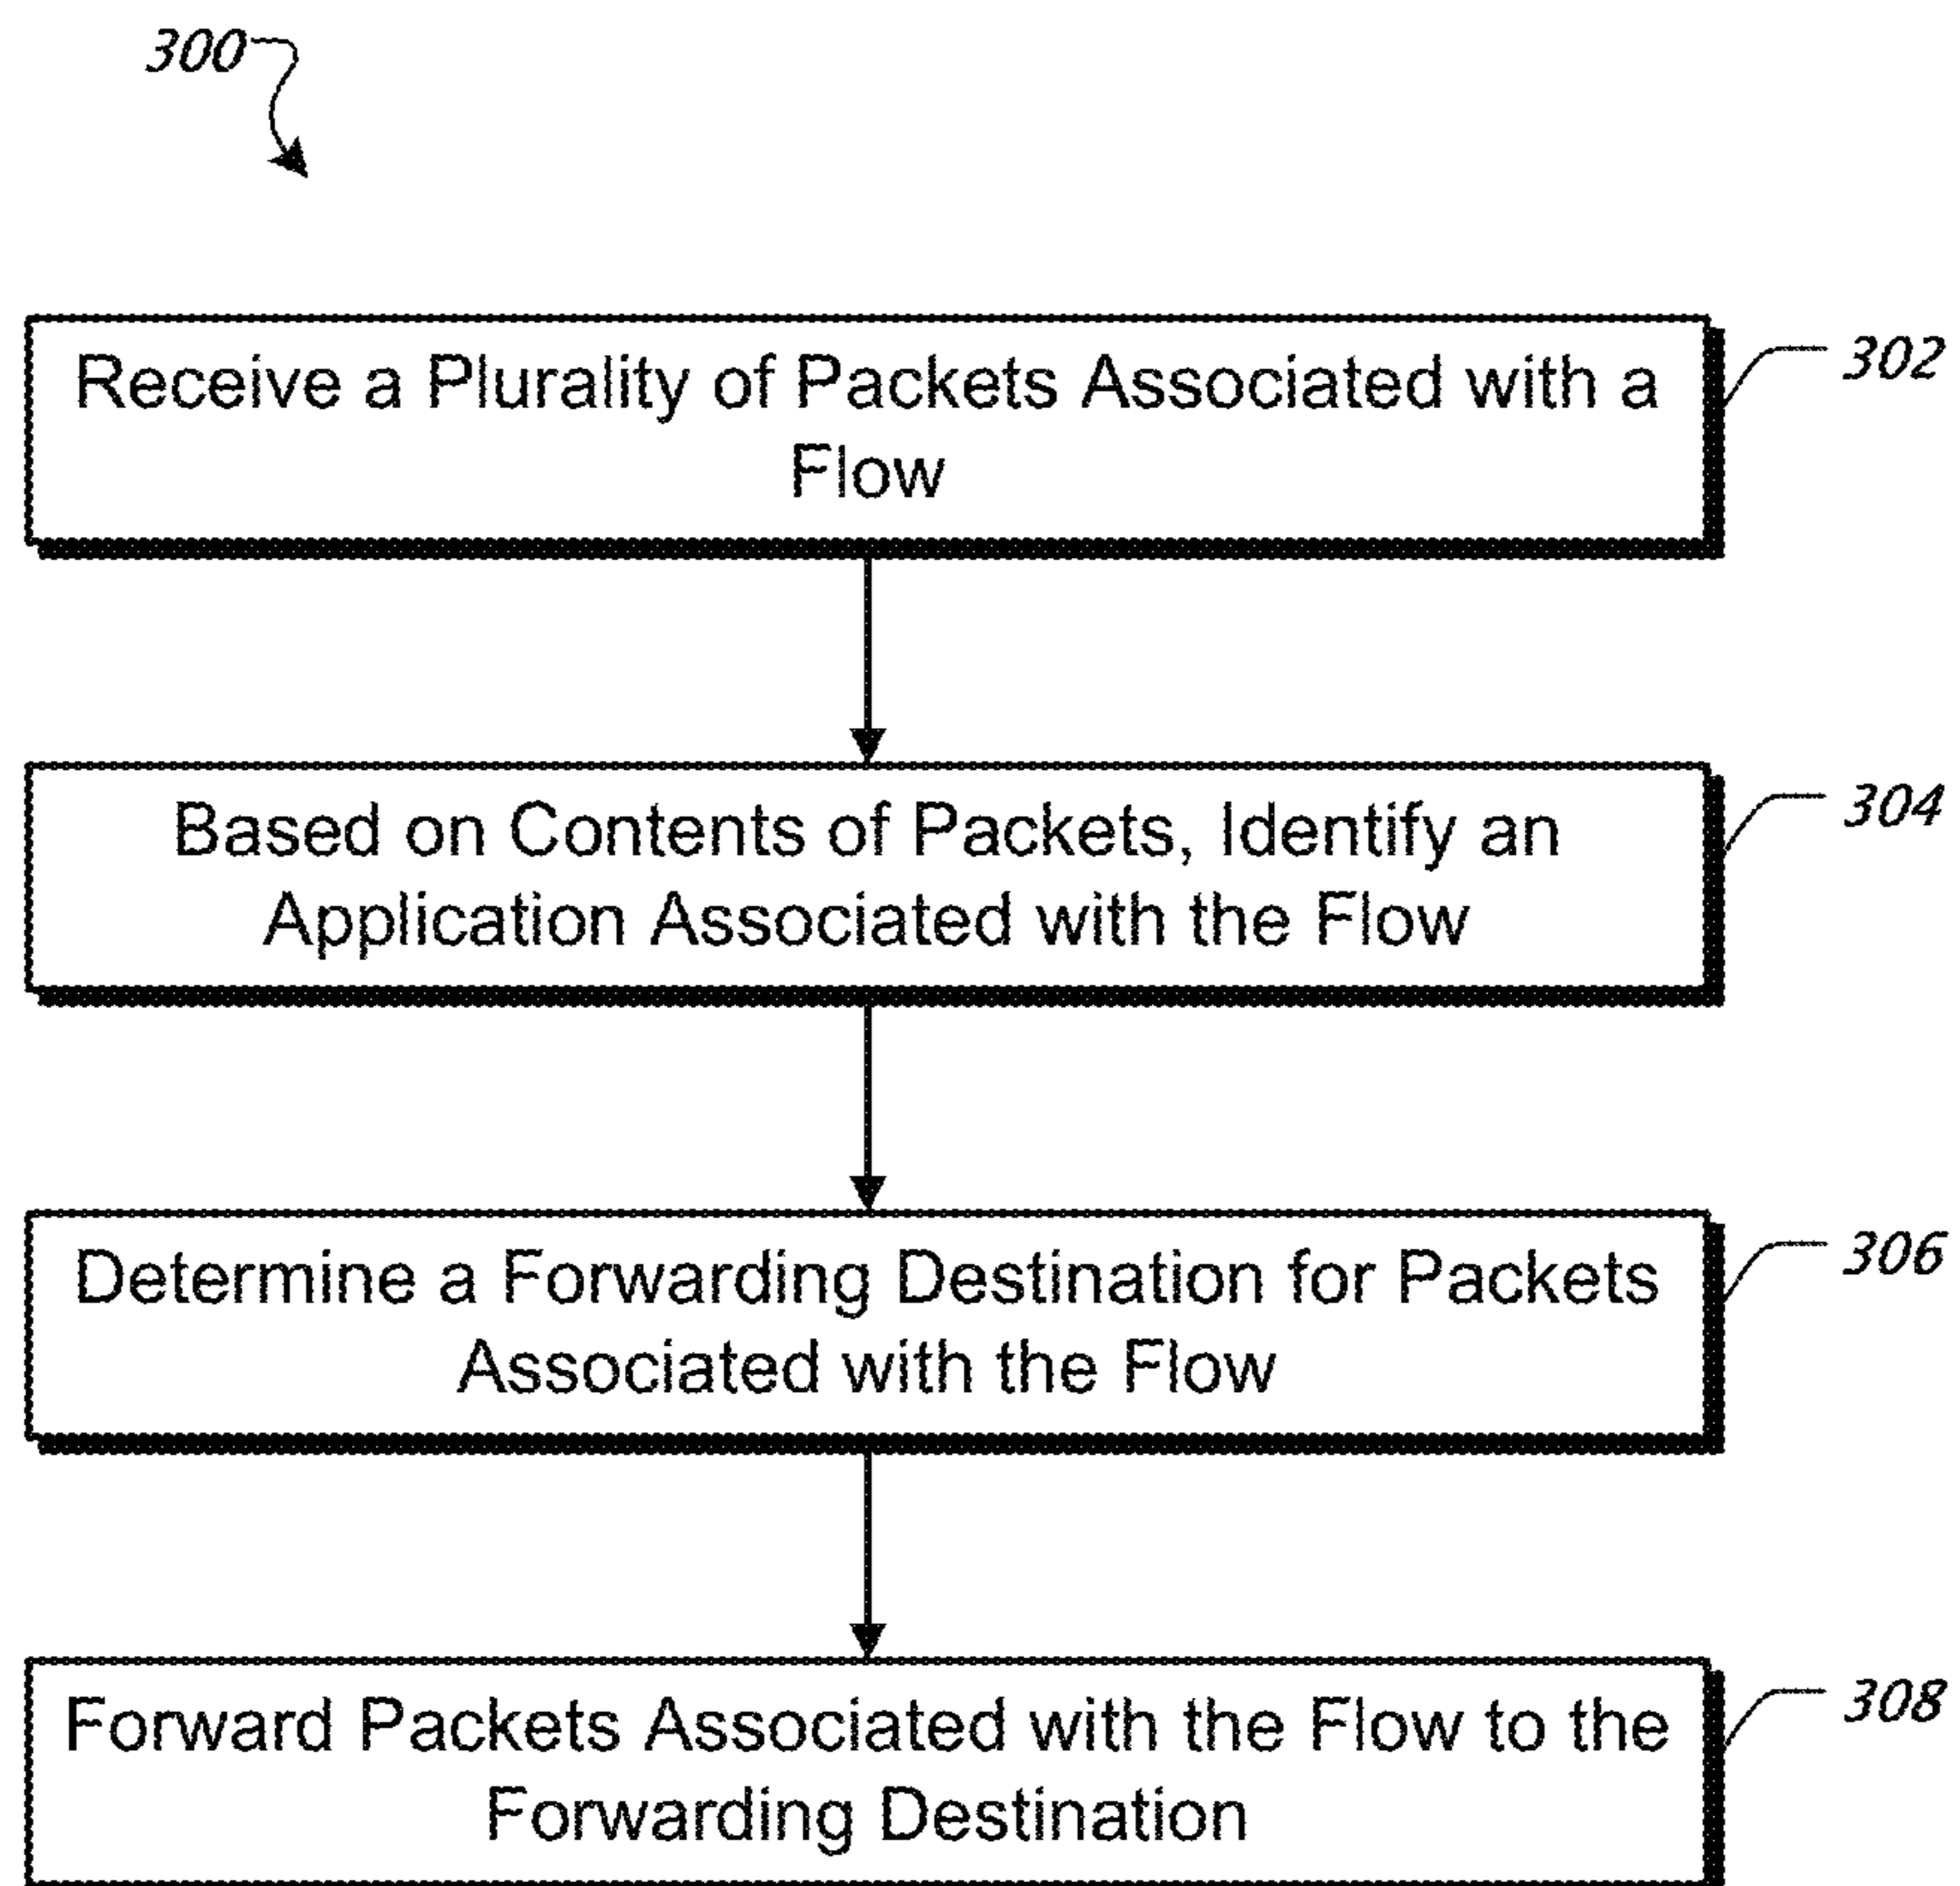 300
Receive a Plurality of Packets Associated with a
Flow
302
Based on Contents of Packets, Identify an
Application Associated with the Flow
304
Determine a Forwarding Destination for Packets
Associated with the Flow
306
Forward Packets Associated with the Flow to the
Forwarding Destination
308